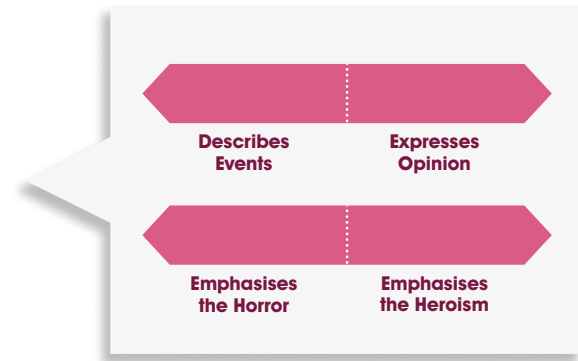 Describes
Events
Expresses
Opinion
Emphasises
the Horror
Emphasises
the Heroism